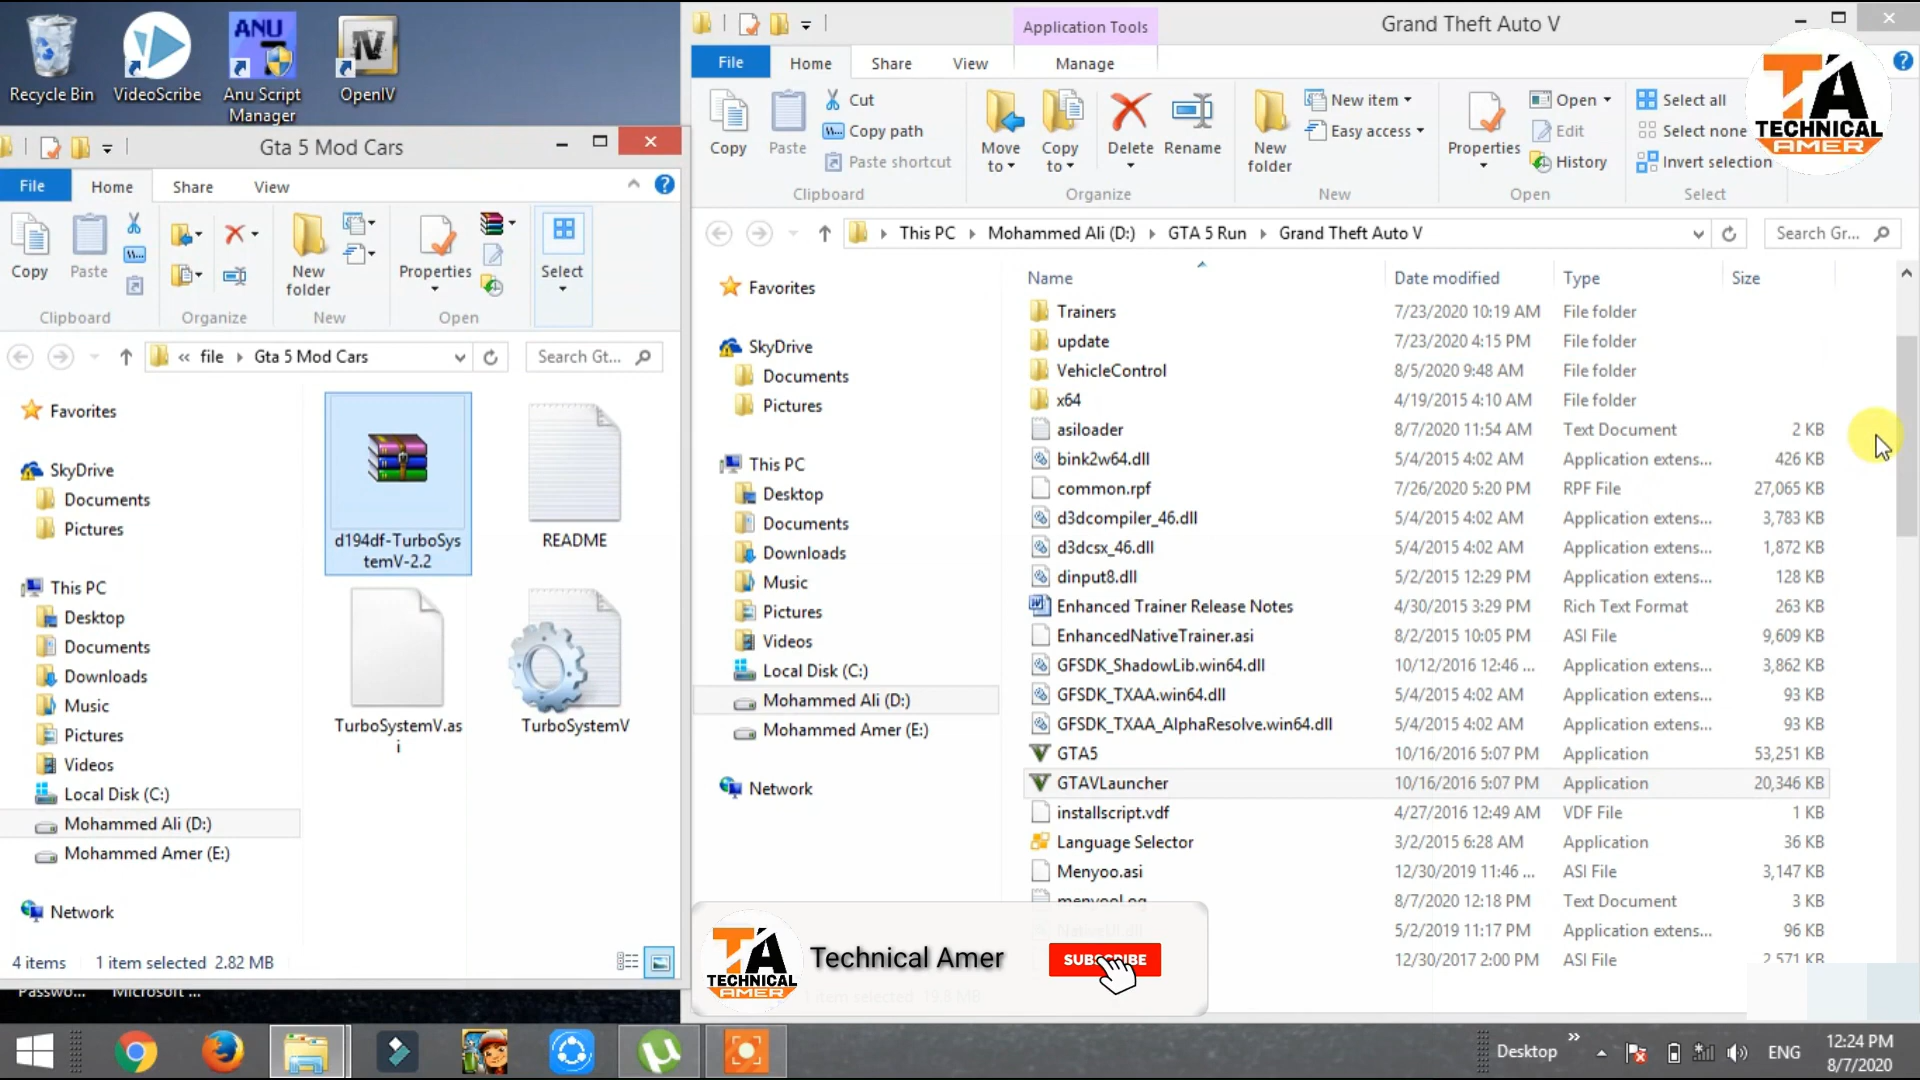 Recycle Bin
VideoScribe
Anu Script
Manager
OpenIV
ANU
Gta 5 Mod Cars
File
Home
Share
View
Copy
Paste
New
folder
Properties
Select
Clipboard
Organize
New
Open
file
Gta 5 Mod Cars
Search Gt...
Favorites
SkyDrive
Documents
Pictures
This PC
Desktop
Documents
Downloads
Music
Pictures
Videos
Local Disk (C:)
Mohammed Ali (D:)
Mohammed Amer (E:)
Network
d194df-TurboSys
temV-2.2
README
TurboSystemV.as
i
TurboSystemV
4 items
1 item selected 2.82 MB
Passwo...
Microsoft ...
Application Tools
Grand Theft Auto V
File
Home
Share
View
Manage
Copy
Paste
Cut
Copy path
Paste shortcut
Move
to
Copy
to
Delete
Rename
New
folder
New item
Easy access
Properties
Open
Edit
History
Select all
Select none
Invert selection
Clipboard
Organize
New
Open
Select
TA
TECHNICAL
AMER
This PC
Mohammed Ali (D:)
GTA 5 Run
Grand Theft Auto V
Search Gr...
Favorites
SkyDrive
Documents
Pictures
This PC
Desktop
Documents
Downloads
Music
Pictures
Videos
Local Disk (C:)
Mohammed Ali (D:)
Mohammed Amer (E:)
Network
Name Date modified Type Size
Trainers 7/23/2020 10:19 AM File folder
update 7/23/2020 4:15 PM File folder
VehicleControl 8/5/2020 9:48 AM File folder
x64 4/19/2015 4:10 AM File folder
asiloader 8/7/2020 11:54 AM Text Document 2 KB
bink2w64.dll 5/4/2015 4:02 AM Application extens... 426 KB
common.rpf 7/26/2020 5:20 PM RPF File 27,065 KB
d3dcompiler_46.dll 5/4/2015 4:02 AM Application extens... 3,783 KB
d3dcsx_46.dll 5/4/2015 4:02 AM Application extens... 1,872 KB
dinput8.dll 5/2/2015 12:29 PM Application extens... 128 KB
Enhanced Trainer Release Notes 4/30/2015 3:29 PM Rich Text Format 263 KB
EnhancedNativeTrainer.asi 8/2/2015 10:05 PM ASI File 9,609 KB
GFSDK_ShadowLib.win64.dll 10/12/2016 12:46 ... Application extens... 3,862 KB
GFSDK_TXAA.win64.dll 5/4/2015 4:02 AM Application extens... 93 KB
GFSDK_TXAA_AlphaResolve.win64.dll 5/4/2015 4:02 AM Application extens... 93 KB
GTA5 10/16/2016 5:07 PM Application 53,251 KB
GTAVLauncher 10/16/2016 5:07 PM Application 20,346 KB
installscript.vdf 4/27/2016 12:49 AM VDF File 1 KB
Language Selector 3/2/2015 6:28 AM Application 36 KB
Menyoo.asi 12/30/2019 11:46 ... ASI File 3,147 KB
menyooLog 8/7/2020 12:18 PM Text Document 3 KB
NativeUI.dll 5/2/2019 11:17 PM Application extens... 96 KB
12/30/2017 2:00 PM ASI File 2,571 KB
1 item selected 19.8 MB
TA
TECHNICAL
AMER
Technical Amer
SUBSCRIBE
Desktop
ENG
12:24 PM
8/7/2020